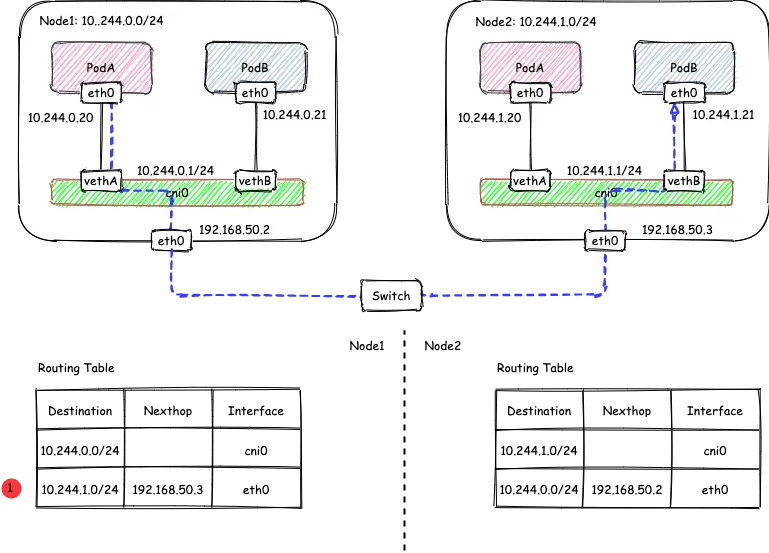 Node1: 10..244.0.0/24
PodA
PodB
eth0
eth0
10.244.0.20
10.244.0.21
10.244.0.1/24
vethA
vethB
cni0
192.168.50.2
eth0
Node2: 10.244.1.0/24
PodA
PodB
eth0
eth0
10.244.1.20
10.244.1.21
10.244.1.1/24
vethA
vethB
cni0
192.168.50.3
eth0
Switch
Node1
Node2
Routing Table
Destination Nexthop Interface
10.244.0.0/24 cni0
1 10.244.1.0/24 192.168.50.3 eth0
Routing Table
Destination Nexthop Interface
10.244.1.0/24 cni0
10.244.0.0/24 192.168.50.2 eth0